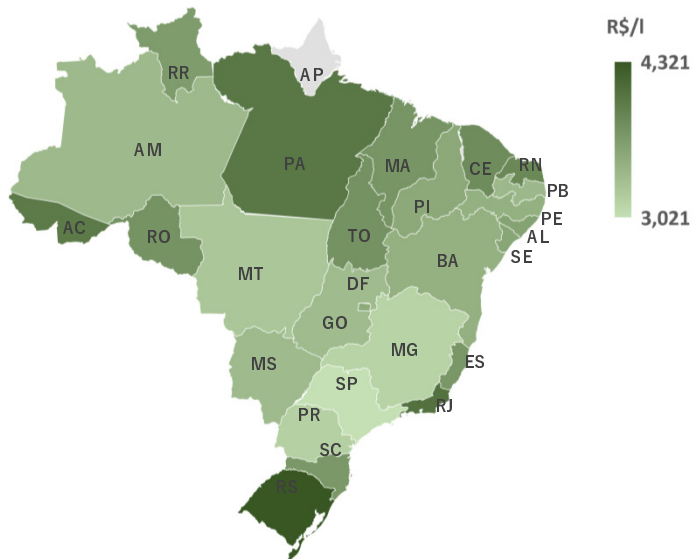 R$/l
4,321
3,021
RR
AP
AM
PA
MA
CE
RN
PB
PI
PE
AC
RO
TO
AL
BA
SE
MT
DF
GO
MG
MS
ES
SP
RJ
PR
SC
RS